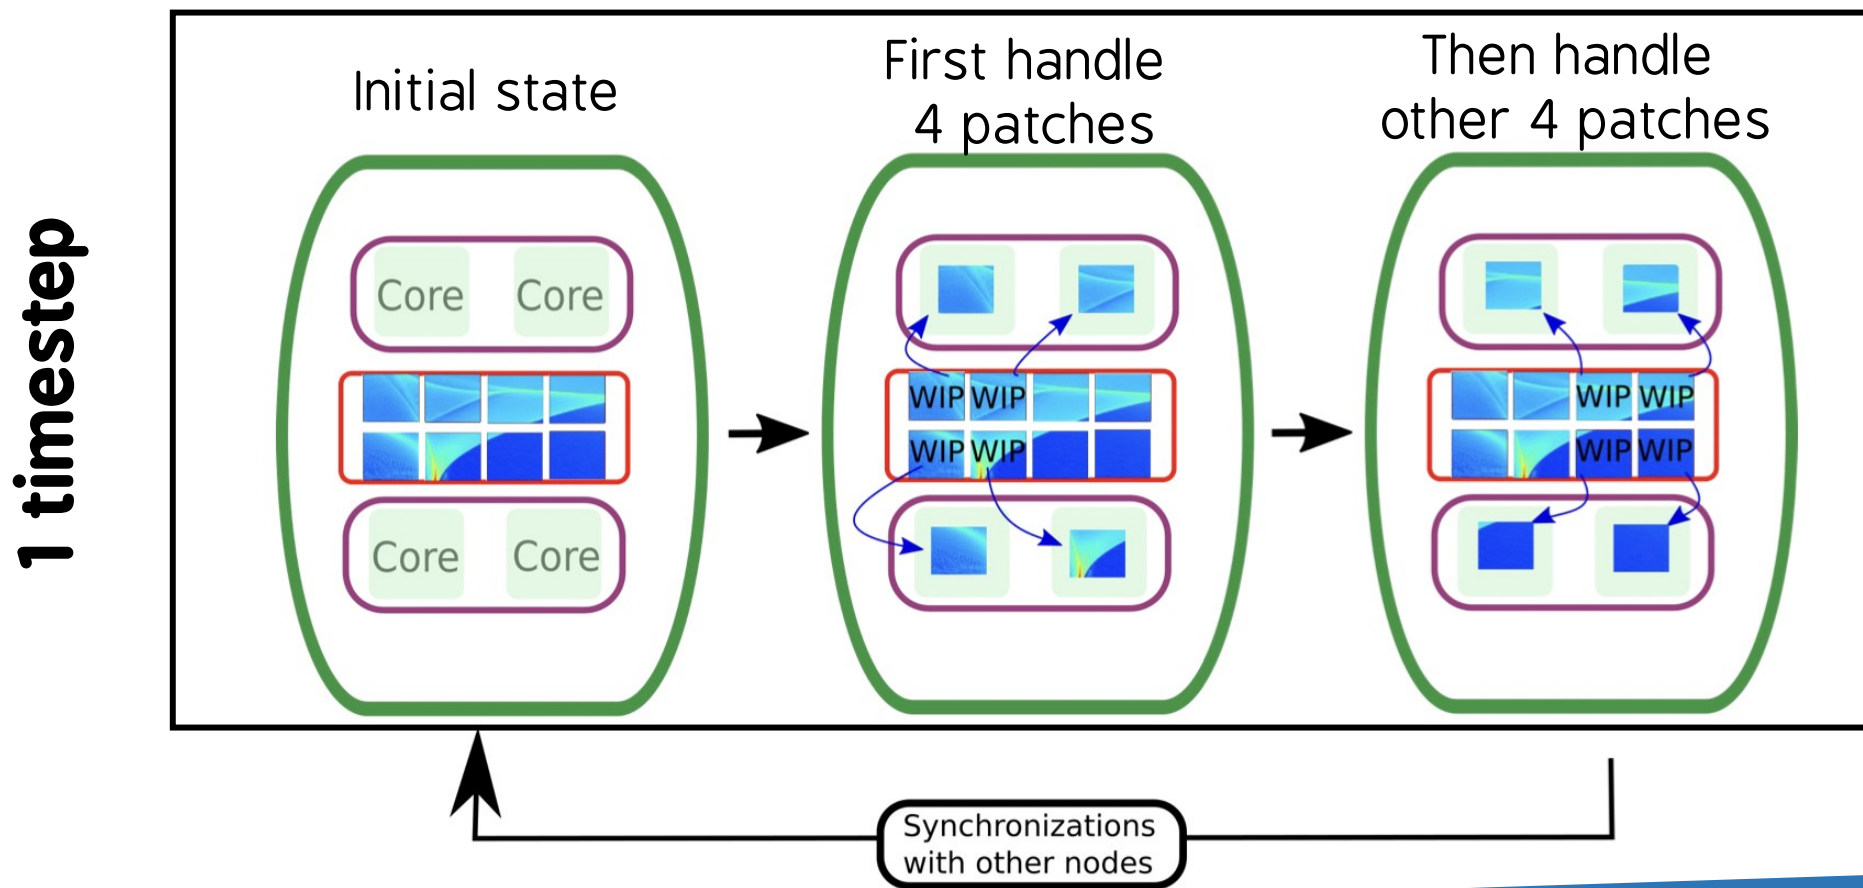 1 timestep
Initial state
First handle
4 patches
Then handle
other 4 patches
Core Core
Core Core
WIP WIP
WIP WIP
WIP WIP
WIP WIP
Synchronizations
with other nodes